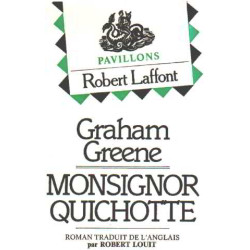 PAVILLONS
Robert Laffont
Graham
Greene
MONSIGNOR
QUICHOTTE
ROMAN TRADUIT DE L'ANGLAIS
par ROBERT LOUIT